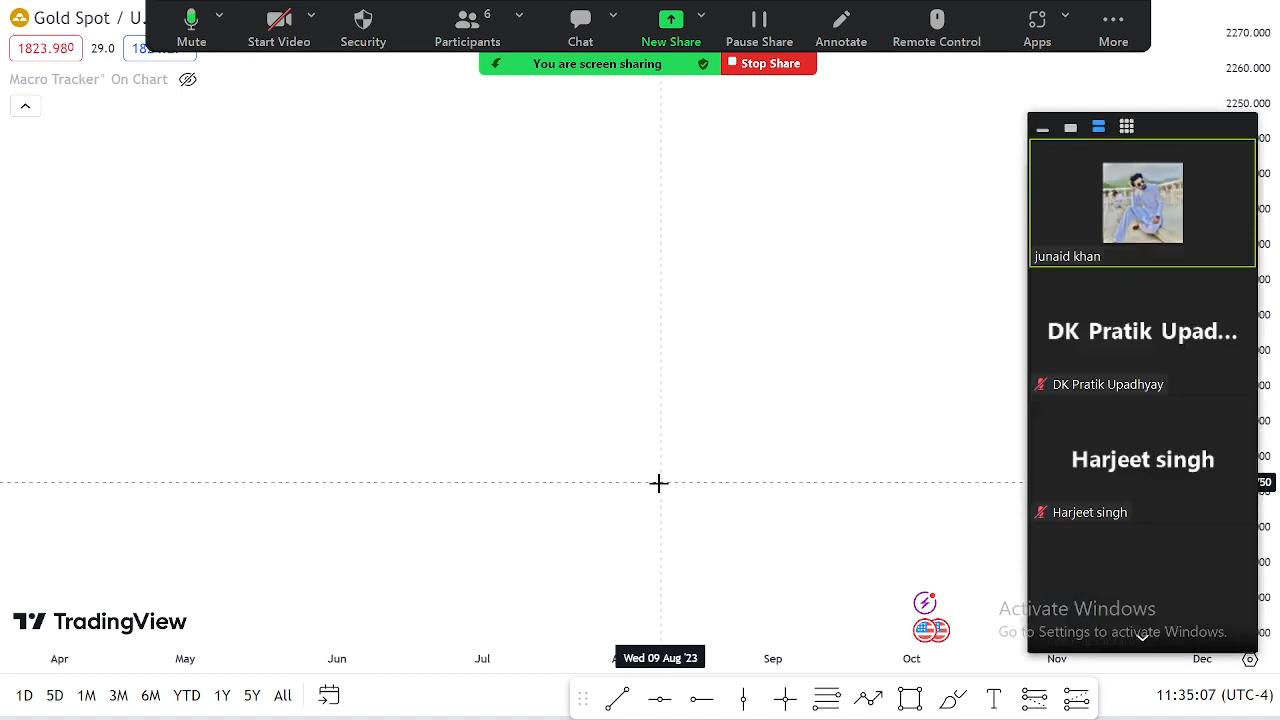 Gold Spot / U.
Mute
Start Video
Security
Participants
6
Chat
New Share
Pause Share
Annotate
Remote Control
Apps
More
You are screen sharing
Stop Share
1823.980
29.0
Macro Tracker° On Chart
2270.000
2260.000
2250.000
junaid khan
DK Pratik Upad...
DK Pratik Upadhyay
Harjeet singh
Harjeet singh
TradingView
Activate Windows
Go to Settings to activate Windows.
Apr
May
Jun
Jul
Wed 09 Aug '23
Sep
Oct
Nov
Dec
1D
5D
1M
3M
6M
YTD
1Y
5Y
All
11:35:07 (UTC-4)